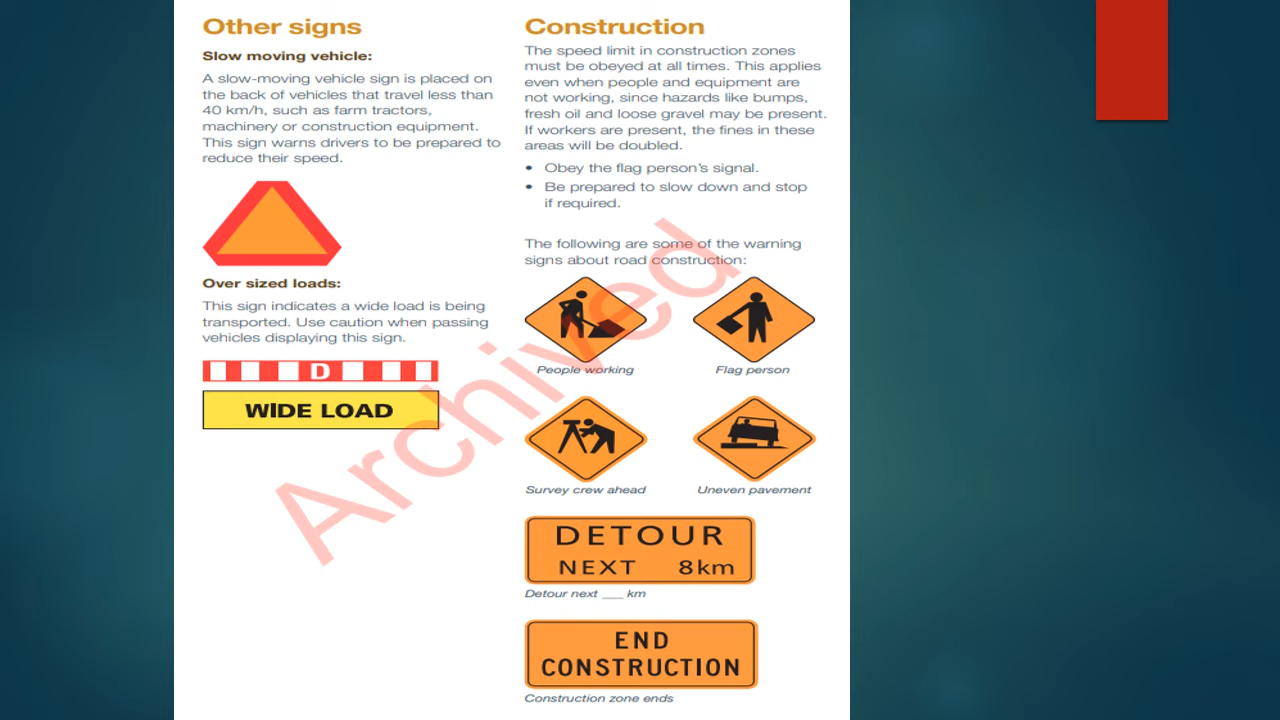 Other signs
Slow moving vehicle:
A slow-moving vehicle sign is placed on
the back of vehicles that travel less than
40 km/h, such as farm tractors,
machinery or construction equipment.
This sign warns drivers to be prepared to
reduce their speed.
Over sized loads:
This sign indicates a wide load is being
transported. Use caution when passing
vehicles displaying this sign.
D
WIDE LOAD
Construction
The speed limit in construction zones
must be obeyed at all times. This applies
even when people and equipment are
not working, since hazards like bumps,
fresh oil and loose gravel may be present.
If workers are present, the fines in these
areas will be doubled.
• Obey the flag person's signal.
• Be prepared to slow down and stop
if required.
The following are some of the warning
signs about road construction:
People working
Flag person
Survey crew ahead
Uneven pavement
DETOUR
NEXT 8km
Detour next ___ km
END
CONSTRUCTION
Construction zone ends
Archived